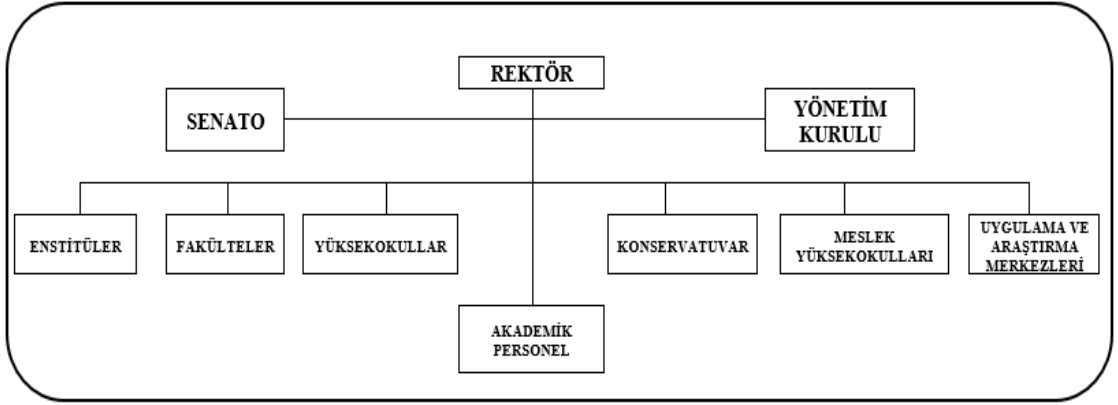 REKTÖR
SENATO
YÖNETİM
KURULU
ENSTİTÜLER
FAKÜLTELER
YÜKSEKOKULLAR
KONSERVATUVAR
MESLEK
YÜKSEKOKULLARI
UYGULAMA VE
ARAŞTIRMA
MERKEZLERİ
AKADEMİK
PERSONEL